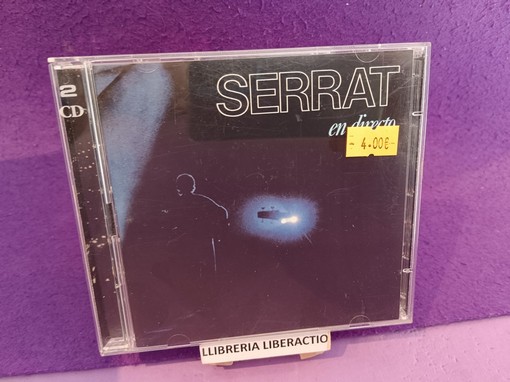 2
CD
SERRAT
en directo
4.00€
LLIBRERIA LIBERACTIO